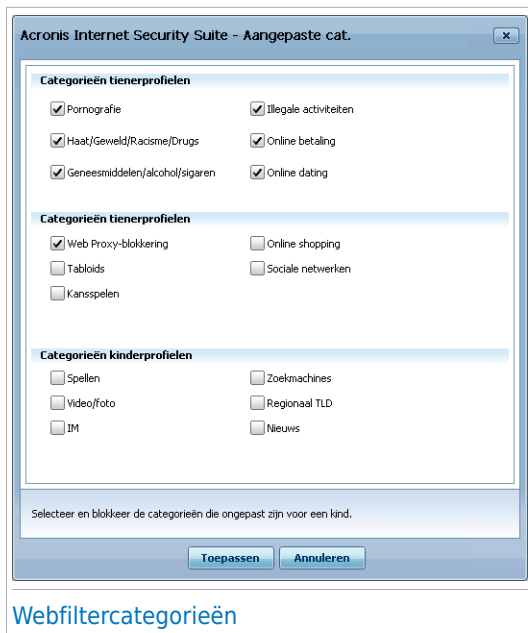 Acronis Internet Security Suite - Aangepaste cat.
Categorieën tienerprofielen
Pornografie
Illegale activiteiten
Haat/Geweld/Racisme/Drugs
Online betaling
Geneesmiddelen/alcohol/sigaren
Online dating
Categorieën tienerprofielen
Web Proxy-blokkering
Online shopping
Tabloids
Sociale netwerken
Kansspelen
Categorieën kinderprofielen
Spellen
Zoekmachines
Video/foto
Regionaal TLD
IM
Nieuws
Selecteer en blokkeer de categorieën die ongepast zijn voor een kind.
Toepassen
Annuleren
Webfiltercategorieën